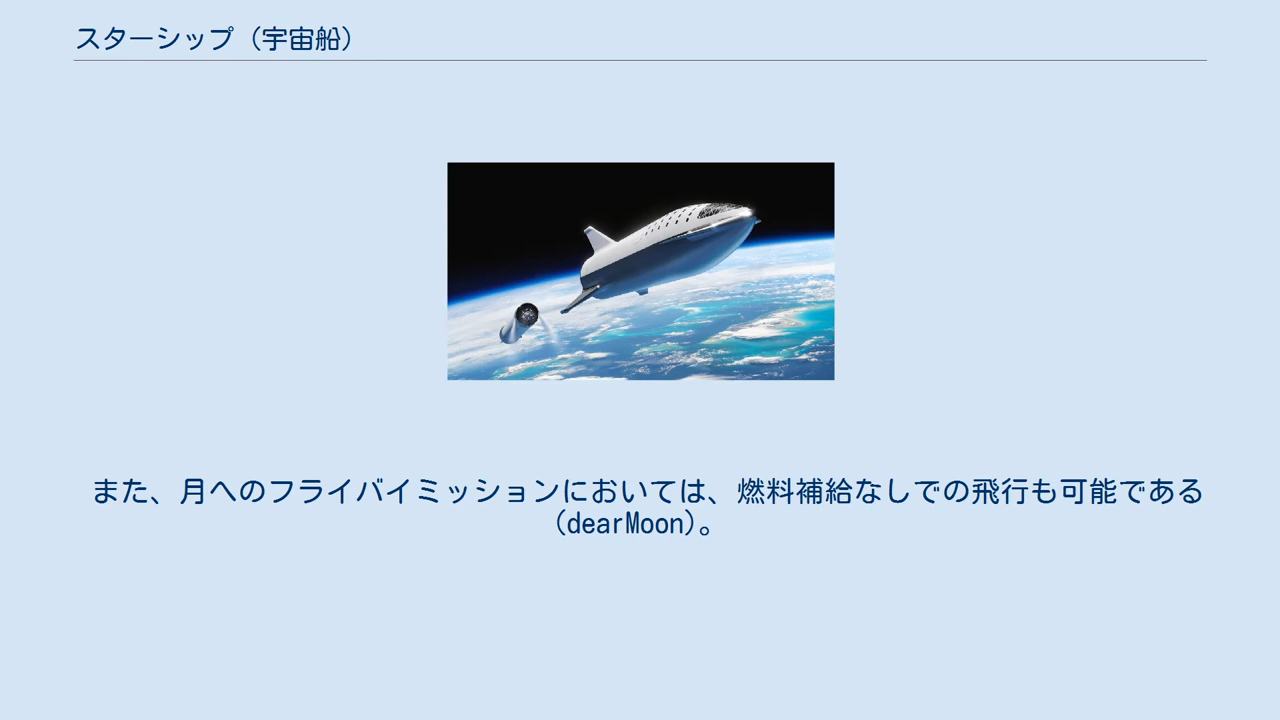 スターシップ（宇宙船）
また、月へのフライバイミッションにおいては、燃料補給なしでの飛行も可能である
(dearMoon)。